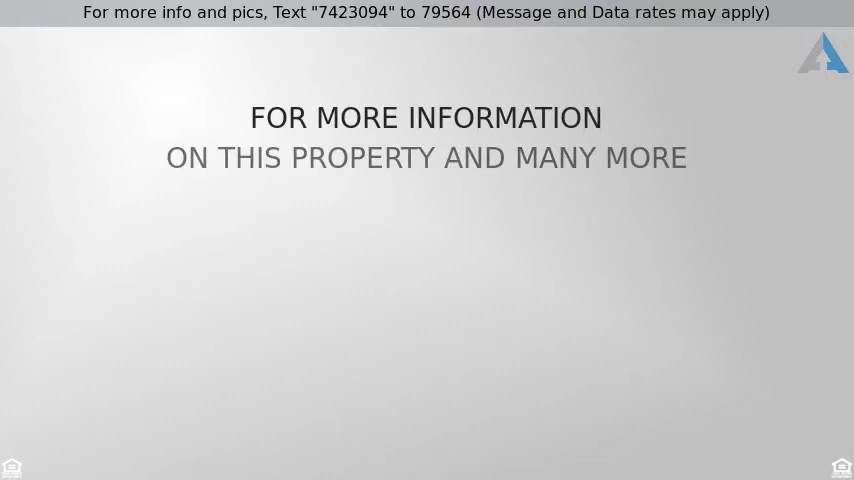 For more info and pics, Text "7423094" to 79564 (Message and Data rates may apply)
FOR MORE INFORMATION
ON THIS PROPERTY AND MANY MORE